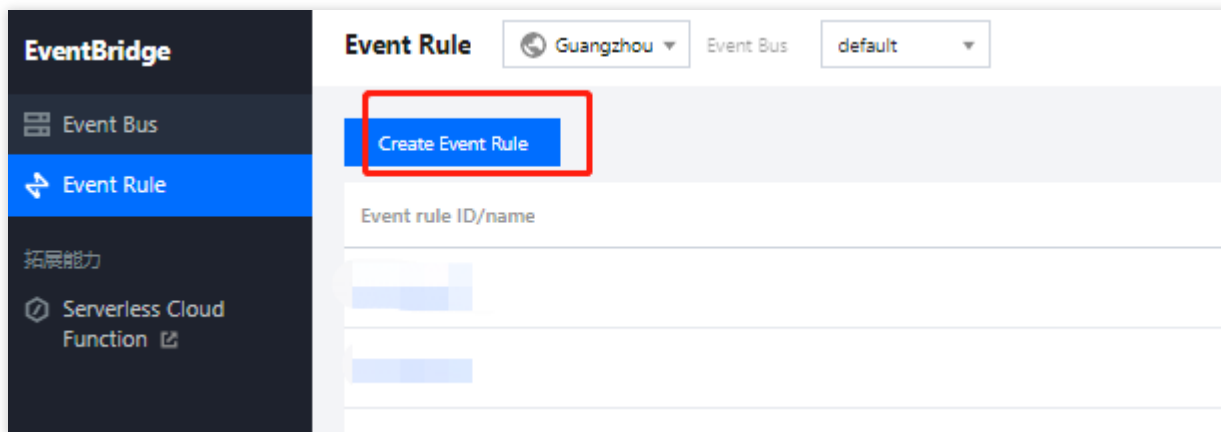 EventBridge
Event Rule
Guangzhou
Event Bus
default
Event Bus
Event Rule
拓展能力
Serverless Cloud
Function
Create Event Rule
Event rule ID/name